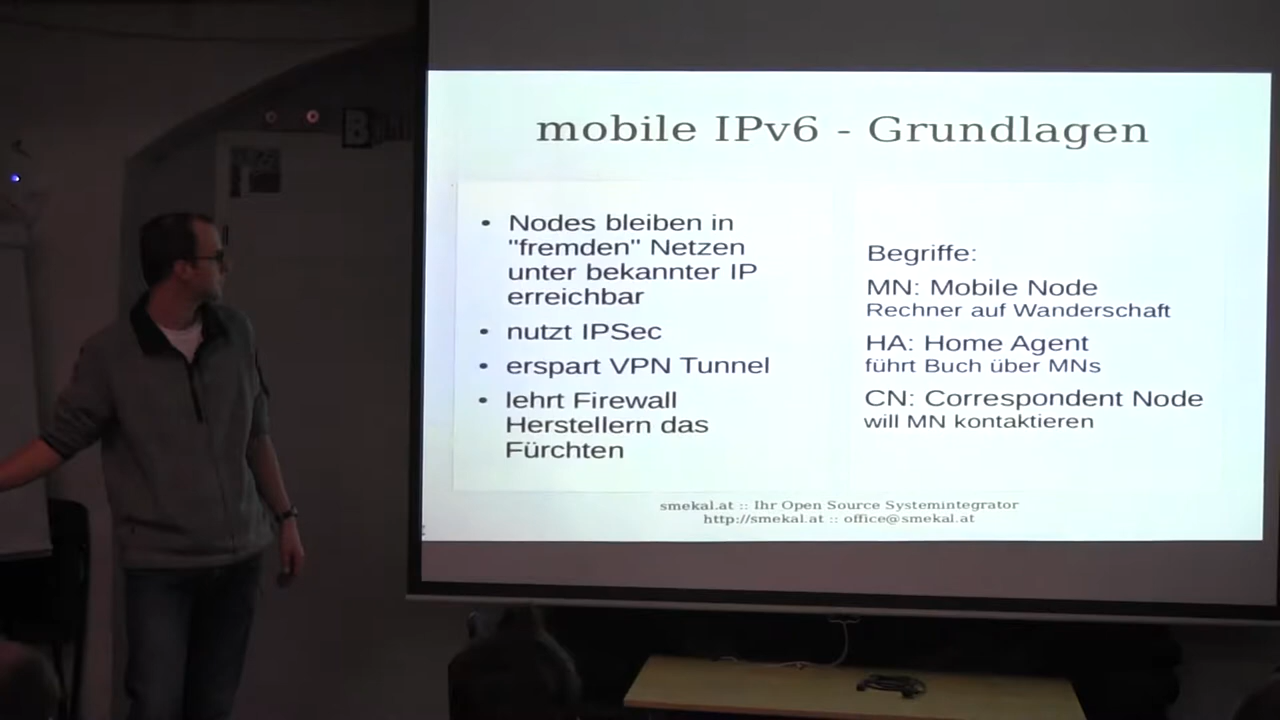 mobile IPv6 - Grundlagen
• Nodes bleiben in
"fremden" Netzen
unter bekannter IP
erreichbar
• nutzt IPSec
• erspart VPN Tunnel
• lehrt Firewall
Herstellern das
Fürchten
Begriffe:
MN: Mobile Node
Rechner auf Wanderschaft
HA: Home Agent
führt Buch über MNs
CN: Correspondent Node
will MN kontaktieren
smekal.at :: Ihr Open Source Systemintegrator
http://smekal.at :: office@smekal.at